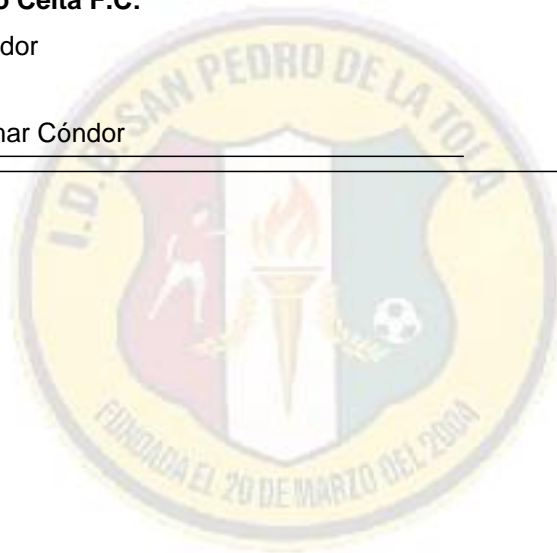 o Celta F.C.
dor
nar Cóndor
I.D.B. SAN PEDRO DE LA TOLA
FUNDADA EL 20 DE MARZO DEL 2004